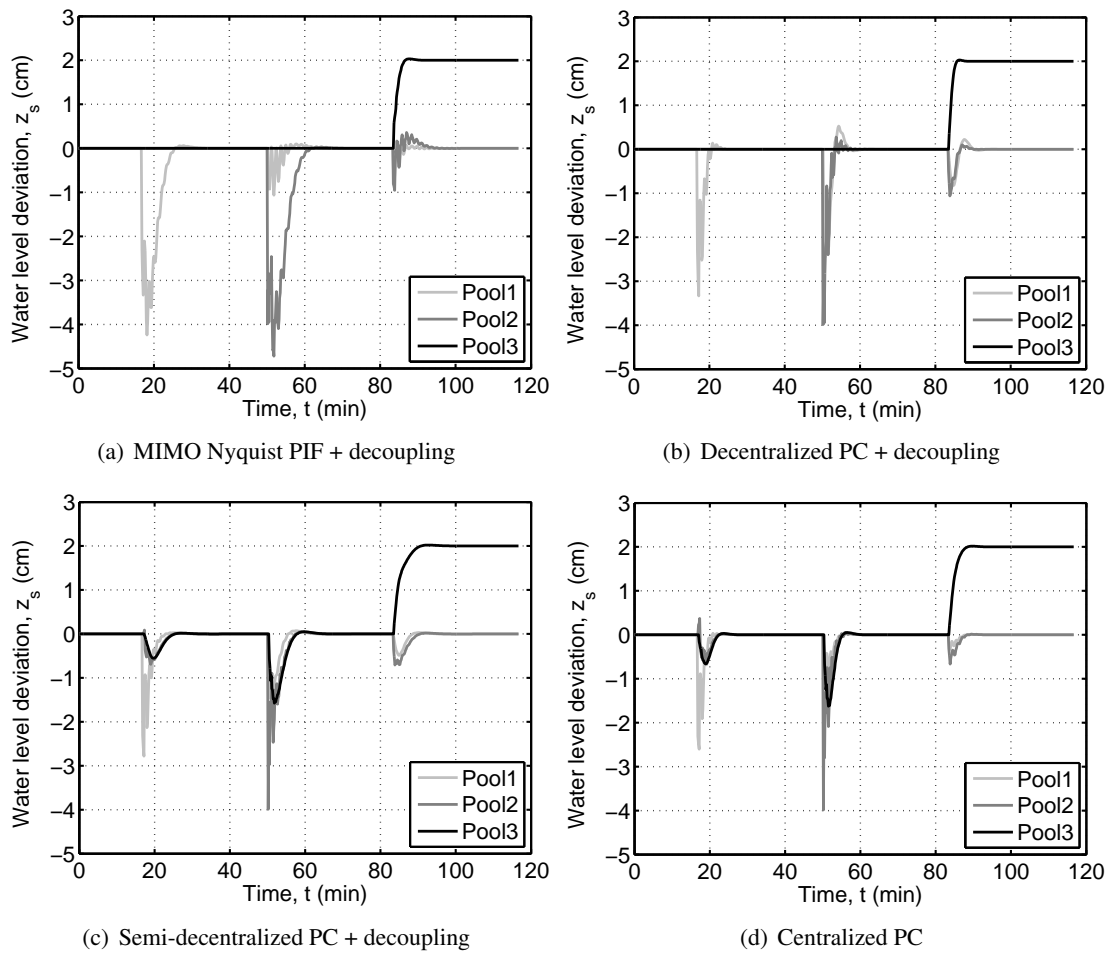 3
2
1
0
−1
−2
−3
−4
−5
Water level deviation, z_s (cm)
0 20 40 60 80 100 120
Time, t (min)
Pool1
Pool2
Pool3
(a) MIMO Nyquist PIF + decoupling
3
2
1
0
−1
−2
−3
−4
−5
Water level deviation, z_s (cm)
0 20 40 60 80 100 120
Time, t (min)
Pool1
Pool2
Pool3
(b) Decentralized PC + decoupling
3
2
1
0
−1
−2
−3
−4
−5
Water level deviation, z_s (cm)
0 20 40 60 80 100 120
Time, t (min)
Pool1
Pool2
Pool3
(c) Semi-decentralized PC + decoupling
3
2
1
0
−1
−2
−3
−4
−5
Water level deviation, z_s (cm)
0 20 40 60 80 100 120
Time, t (min)
Pool1
Pool2
Pool3
(d) Centralized PC